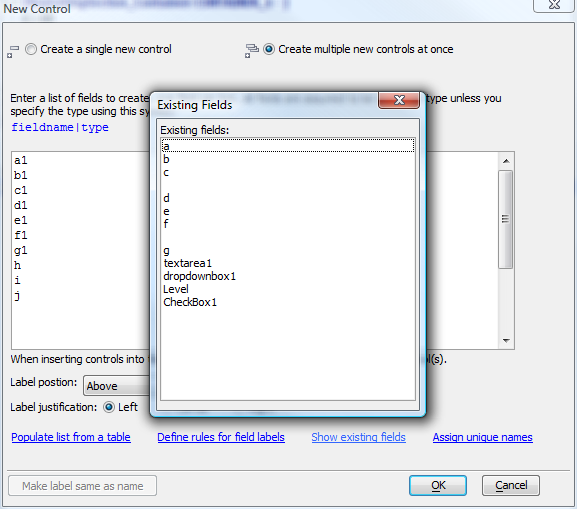 New Control
Create a single new control
Create multiple new controls at once
Enter a list of fields to create
type unless you
specify the type using this sy
fieldname|type
a1
b1
c1
d1
e1
f1
g1
h
i
j
Existing Fields
Existing fields:
a
b
c
d
e
f
g
textarea1
dropdownbox1
Level
CheckBox1
When inserting controls into
ol(s).
Label postion:
Above
Label justification:
Left
Populate list from a table
Define rules for field labels
Show existing fields
Assign unique names
Make label same as name
OK
Cancel